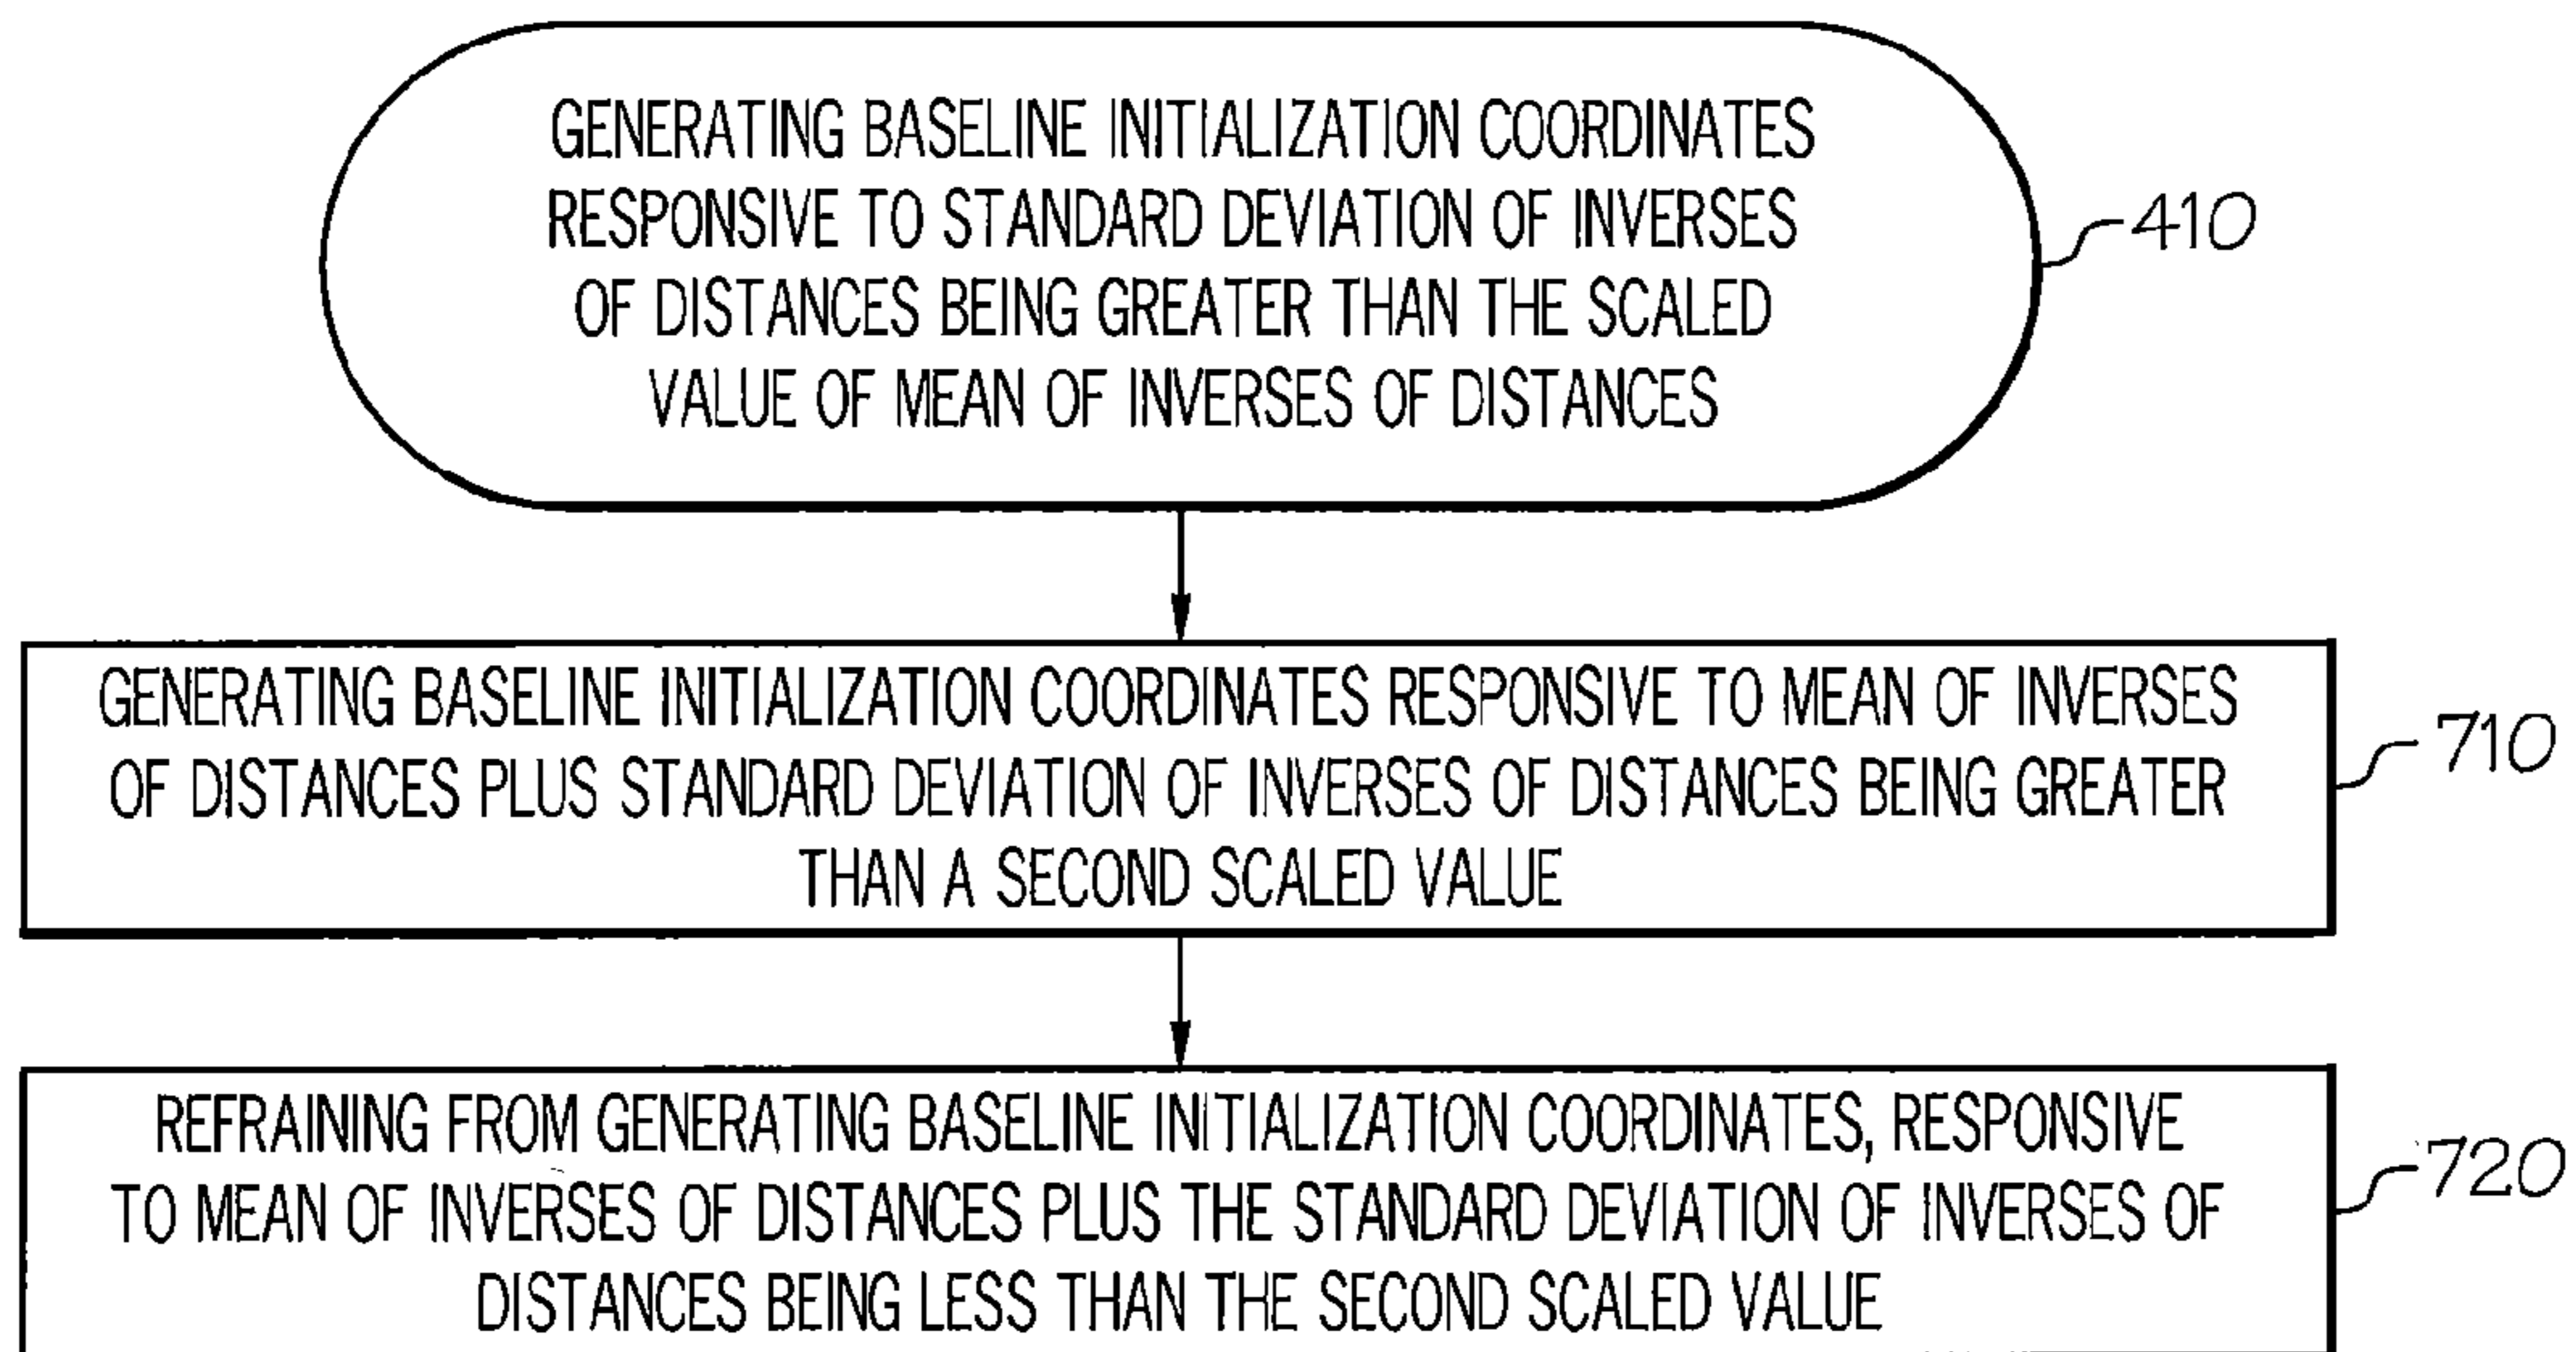 GENERATING BASELINE INITIALIZATION COORDINATES
RESPONSIVE TO STANDARD DEVIATION OF INVERSES
OF DISTANCES BEING GREATER THAN THE SCALED
VALUE OF MEAN OF INVERSES OF DISTANCES
410
GENERATING BASELINE INITIALIZATION COORDINATES RESPONSIVE TO MEAN OF INVERSES
OF DISTANCES PLUS STANDARD DEVIATION OF INVERSES OF DISTANCES BEING GREATER
THAN A SECOND SCALED VALUE
710
REFRAINING FROM GENERATING BASELINE INITIALIZATION COORDINATES, RESPONSIVE
TO MEAN OF INVERSES OF DISTANCES PLUS THE STANDARD DEVIATION OF INVERSES OF
DISTANCES BEING LESS THAN THE SECOND SCALED VALUE
720